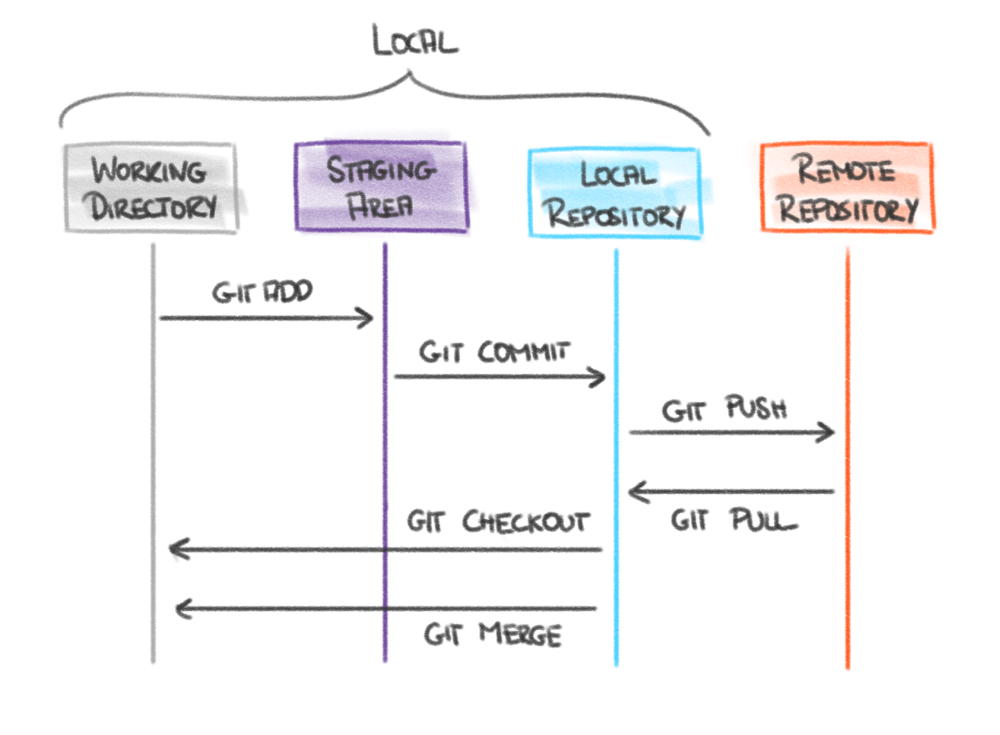 LOCAL
WORKING
DIRECTORY
STAGING
AREA
LOCAL
REPOSITORY
REMOTE
REPOSITORY
GIT ADD
GIT COMMIT
GIT PUSH
GIT PULL
GIT CHECKOUT
GIT MERGE